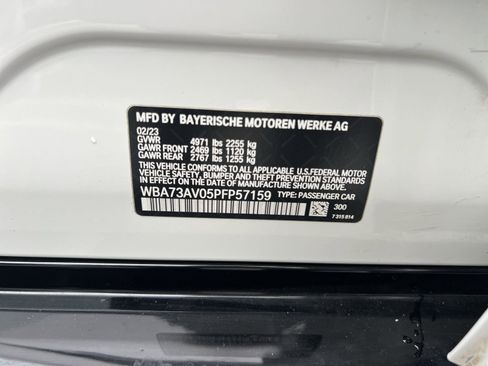 MFD BY BAYERISCHE MOTOREN WERKE AG
02/23
GVWR 4971 lbs 2255 kg
GAWR FRONT 2469 lbs 1120 kg
GAWR REAR 2767 lbs 1255 kg
THIS VEHICLE CONFORMS TO ALL APPLICABLE U.S.FEDERAL MOTOR
VEHICLE SAFETY, BUMPER AND THEFT PREVENTION STANDARDS
IN EFFECT ON THE DATE OF MANUFACTURE SHOWN ABOVE.
WBA73AV05PFP57159 TYPE: PASSENGER CAR
300
7 315 814